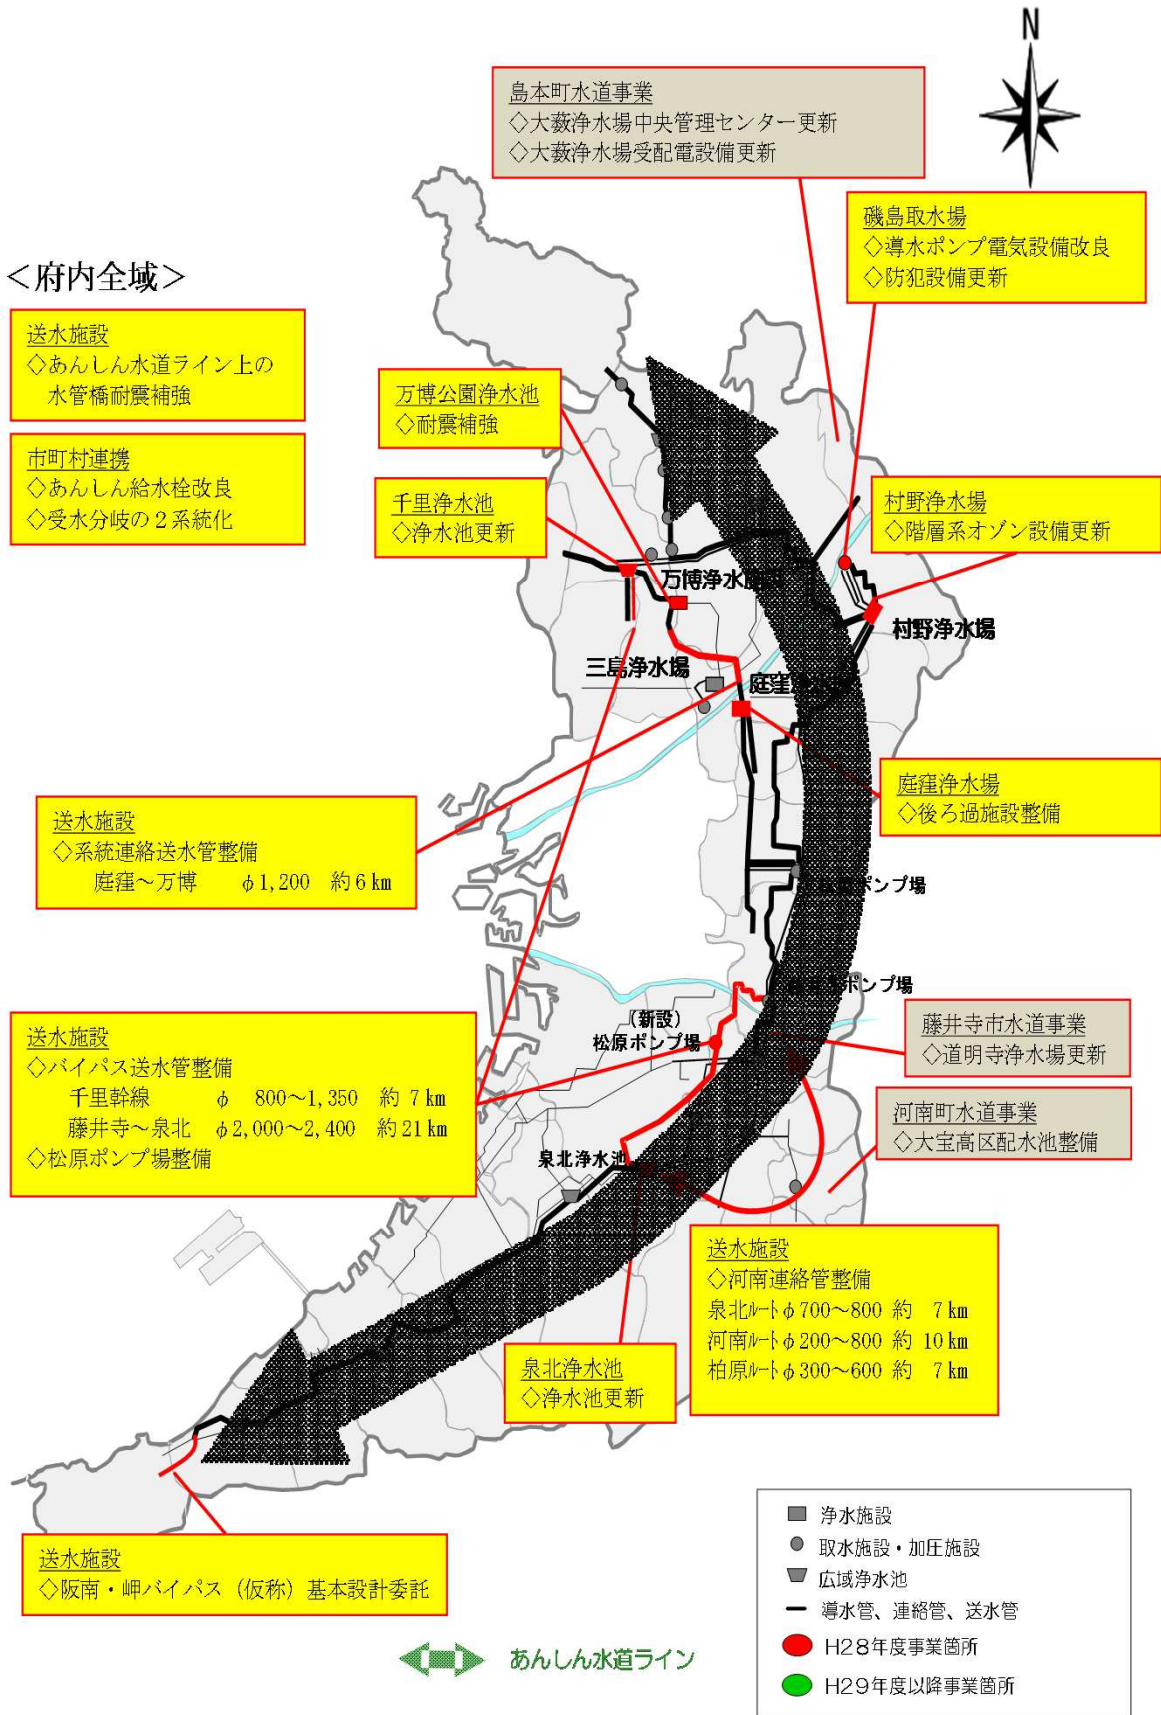 N
島本町水道事業
◇大薮浄水場中央管理センター更新
◇大薮浄水場受配電設備更新
磯島取水場
◇導水ポンプ電気設備改良
◇防犯設備更新
＜府内全域＞
送水施設
◇あんしん水道ライン上の
水管橋耐震補強
市町村連携
◇あんしん給水栓改良
◇受水分岐の２系統化
万博公園浄水池
◇耐震補強
千里浄水池
◇浄水池更新
村野浄水場
◇階層系オゾン設備更新
万博浄水施設
村野浄水場
三島浄水場
庭窪浄水場
庭窪浄水場
◇後ろ過施設整備
送水施設
◇系統連絡送水管整備
庭窪～万博　φ1,200　約６km
ポンプ場
ポンプ場
（新設）
松原ポンプ場
藤井寺市水道事業
◇道明寺浄水場更新
送水施設
◇バイパス送水管整備
千里幹線　φ　800～1,350　約 7 km
藤井寺～泉北　φ2,000～2,400　約21 km
◇松原ポンプ場整備
河南町水道事業
◇大宝高区配水池整備
泉北浄水池
送水施設
◇河南連絡管整備
泉北ルートφ700～800 約　7 km
河南ルートφ200～800 約 10 km
柏原ルートφ300～600 約　7 km
泉北浄水池
◇浄水池更新
送水施設
◇阪南・岬バイパス（仮称）基本設計委託
浄水施設
取水施設・加圧施設
広域浄水池
導水管、連絡管、送水管
H28年度事業箇所
H29年度以降事業箇所
あんしん水道ライン